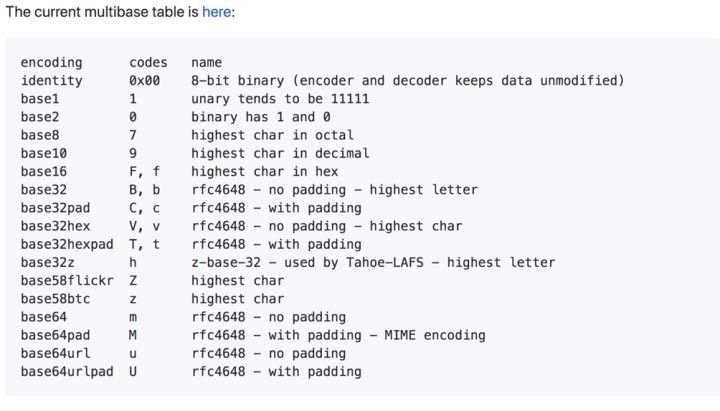 The current multibase table is here:
encoding      codes   name
identity      0x00    8-bit binary (encoder and decoder keeps data unmodified)
base1         1       unary tends to be 11111
base2         0       binary has 1 and 0
base8         7       highest char in octal
base10        9       highest char in decimal
base16        F, f    highest char in hex
base32        B, b    rfc4648 – no padding – highest letter
base32pad     C, c    rfc4648 – with padding
base32hex     V, v    rfc4648 – no padding – highest char
base32hexpad  T, t    rfc4648 – with padding
base32z       h       z-base-32 – used by Tahoe-LAFS – highest letter
base58flickr  Z       highest char
base58btc     z       highest char
base64        m       rfc4648 – no padding
base64pad     M       rfc4648 – with padding – MIME encoding
base64url     u       rfc4648 – no padding
base64urlpad  U       rfc4648 – with padding